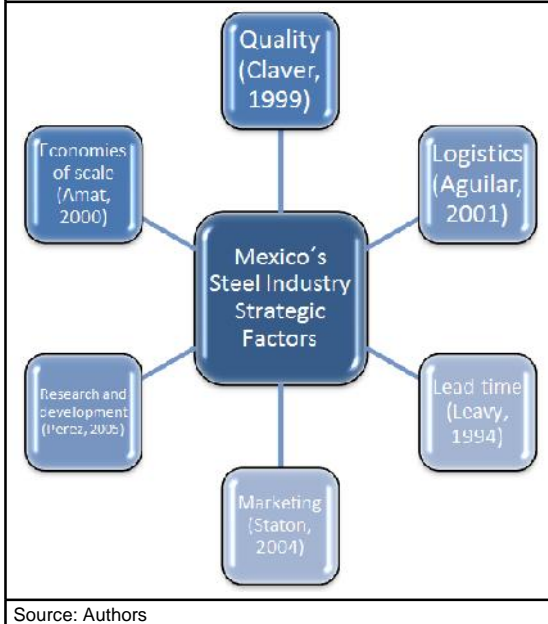 Quality
(Claver,
1999)
Economies
of scale
(Amat,
2000)
Logistics
(Aguilar,
2001)
Mexico´s
Steel Industry
Strategic
Factors
Research and
development
(Perez, 2005)
Lead time
(Leavy,
1994)
Marketing
(Staton,
2004)
Source: Authors